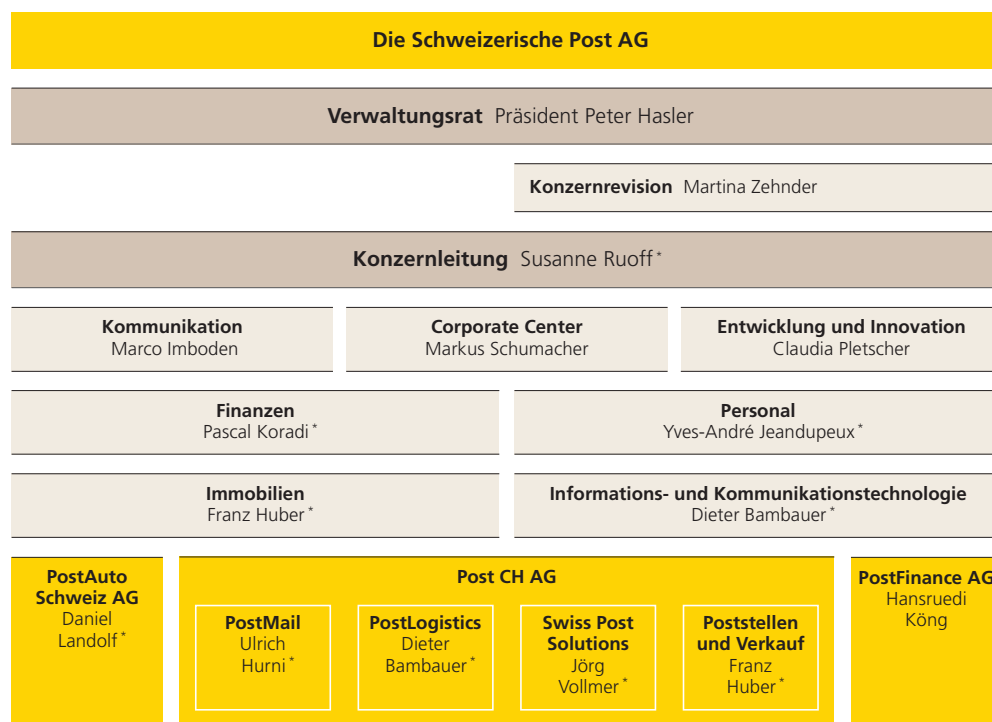 Die Schweizerische Post AG
Verwaltungsrat Präsident Peter Hasler
Konzernrevision Martina Zehnder
Konzernleitung Susanne Ruoff *
Kommunikation
Marco Imboden
Corporate Center
Markus Schumacher
Entwicklung und Innovation
Claudia Pletscher
Finanzen
Pascal Koradi *
Personal
Yves-André Jeandupeux *
Immobilien
Franz Huber *
Informations- und Kommunikationstechnologie
Dieter Bambauer *
PostAuto
Schweiz AG
Daniel
Landolf *
Post CH AG
PostMail
Ulrich
Hurni *
PostLogistics
Dieter
Bambauer *
Swiss Post
Solutions
Jörg
Vollmer *
Poststellen
und Verkauf
Franz
Huber *
PostFinance AG
Hansruedi
Köng